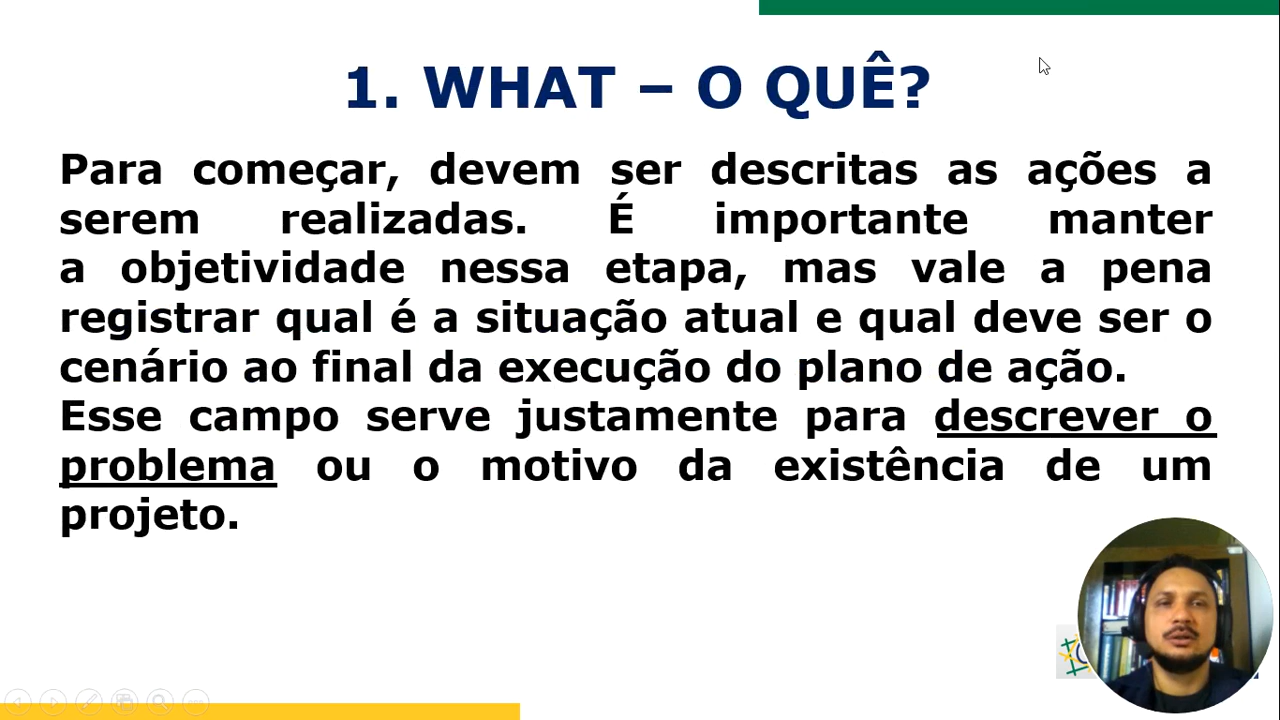 1. WHAT – O QUÊ?
Para começar, devem ser descritas as ações a
serem realizadas. É importante manter
a objetividade nessa etapa, mas vale a pena
registrar qual é a situação atual e qual deve ser o
cenário ao final da execução do plano de ação.
Esse campo serve justamente para descrever o
problema ou o motivo da existência de um
projeto.